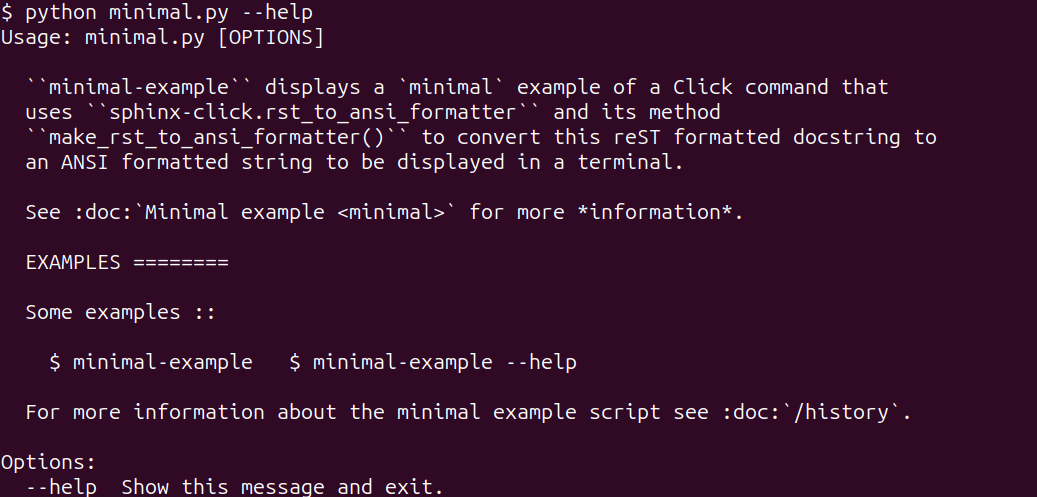 $ python minimal.py --help
Usage: minimal.py [OPTIONS]

  ``minimal-example`` displays a `minimal` example of a Click command that
  uses ``sphinx-click.rst_to_ansi_formatter`` and its method
  ``make_rst_to_ansi_formatter()`` to convert this reST formatted docstring to
  an ANSI formatted string to be displayed in a terminal.

  See :doc:`Minimal example <minimal>` for more *information*.

  EXAMPLES ========

  Some examples ::

    $ minimal-example   $ minimal-example --help

  For more information about the minimal example script see :doc:`/history`.

Options:
  --help  Show this message and exit.